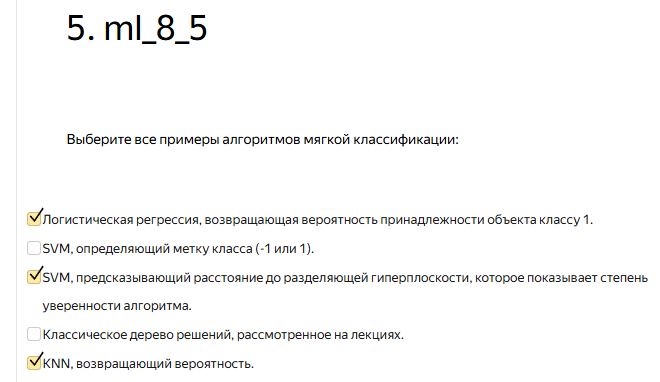 5. ml_8_5
Выберите все примеры алгоритмов мягкой классификации:
Логистическая регрессия, возвращающая вероятность принадлежности объекта классу 1.
SVM, определяющий метку класса (-1 или 1).
SVM, предсказывающий расстояние до разделяющей гиперплоскости, которое показывает степень
уверенности алгоритма.
Классическое дерево решений, рассмотренное на лекциях.
KNN, возвращающий вероятность.